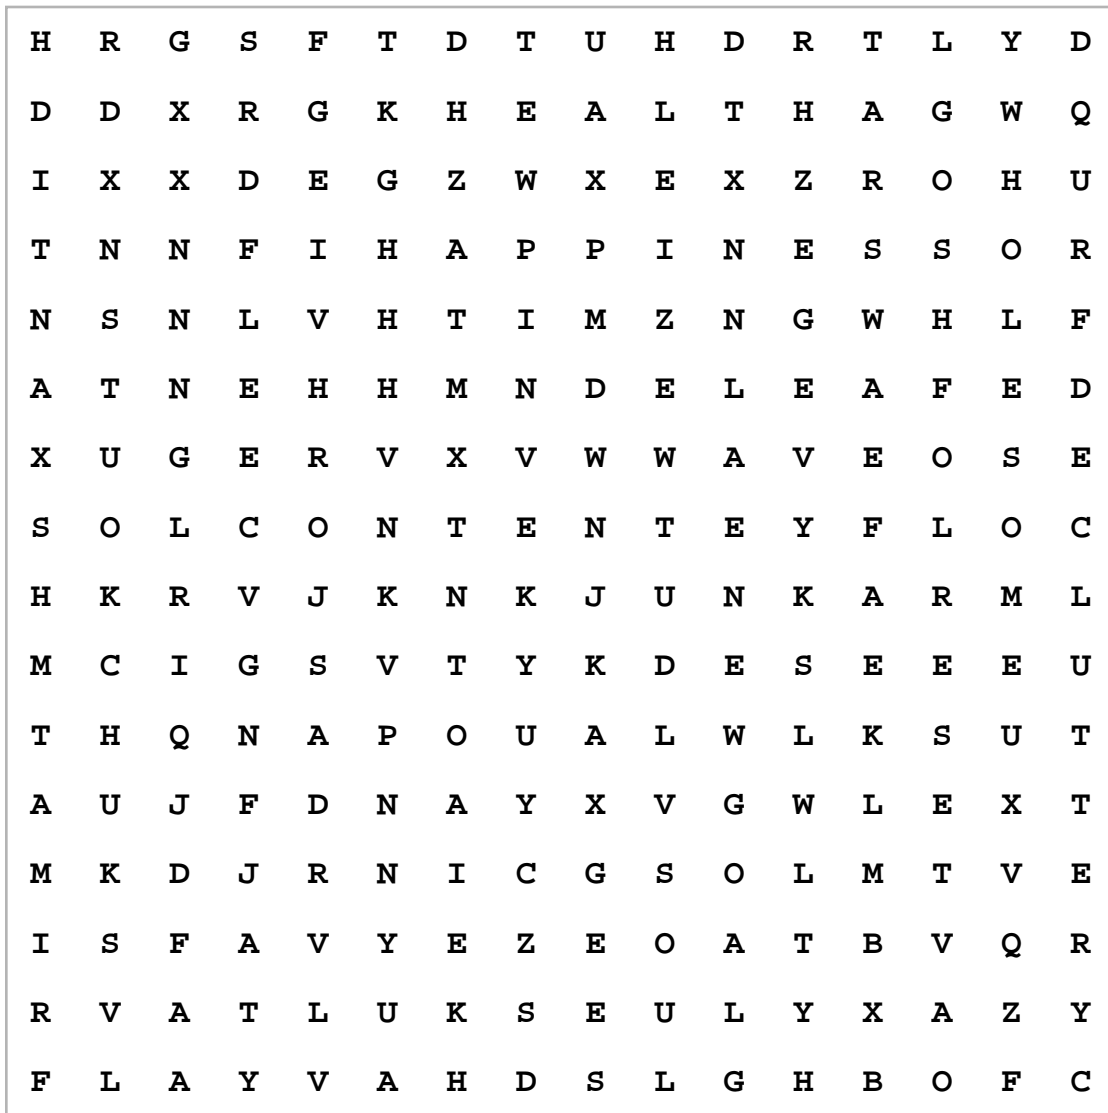 H R G S F T D T U H D R T L Y D
D D X R G K H E A L T H A G W Q
I X X D E G Z W X E X Z R O H U
T N N F I H A P P I N E S S O R
N S N L V H T I M Z N G W H L F
A T N E H H M N D E L E A F E D
X U G E R V X V W W A V E O S E
S O L C O N T E N T E Y F L O C
H K R V J K N K J U N K A R M L
M C I G S V T Y K D E S E E E U
T H Q N A P O U A L W L K S U T
A U J F D N A Y X V G W L E X T
M K D J R N I C G S O L M T V E
I S F A V Y E Z E O A T B V Q R
R V A T L U K S E U L Y X A Z Y
F L A Y V A H D S L G H B O F C